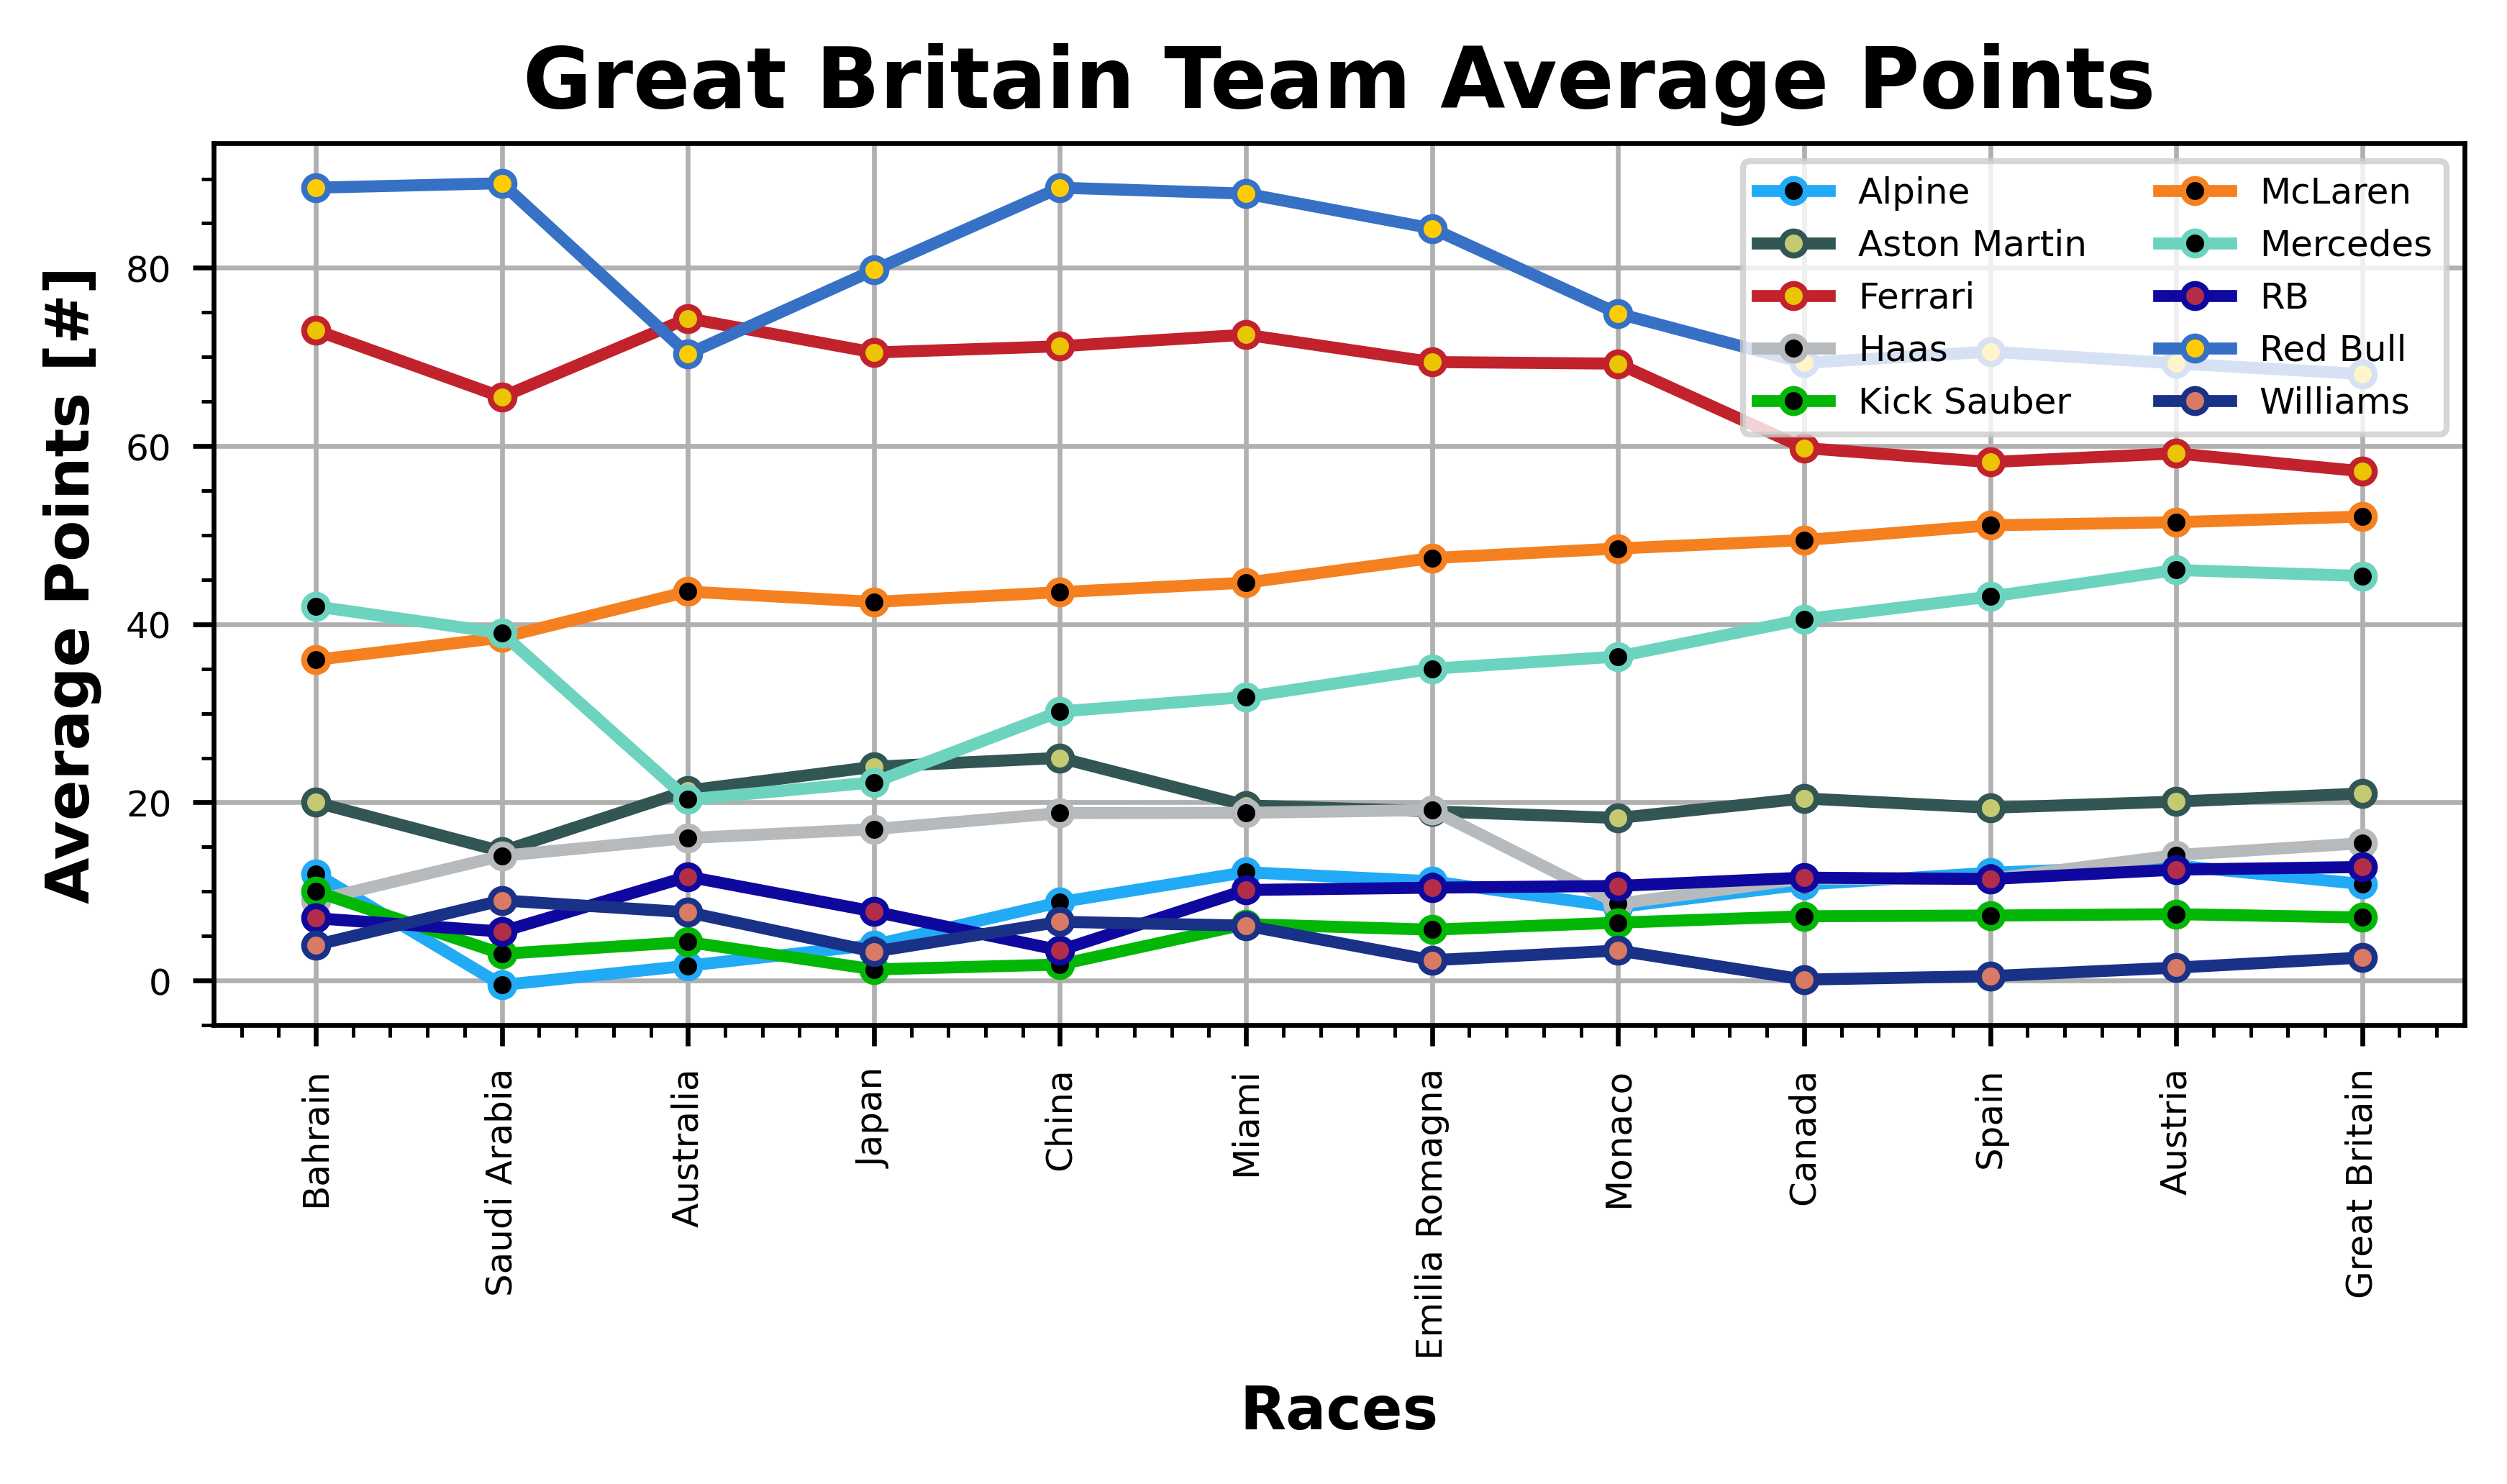 Great Britain Team Average Points
Average Points [#]
80
60
40
20
0
Alpine
Aston Martin
Ferrari
Haas
Kick Sauber
McLaren
Mercedes
RB
Red Bull
Williams
Bahrain
Saudi Arabia
Australia
Japan
China
Miami
Emilia Romagna
Monaco
Canada
Spain
Austria
Great Britain
Races